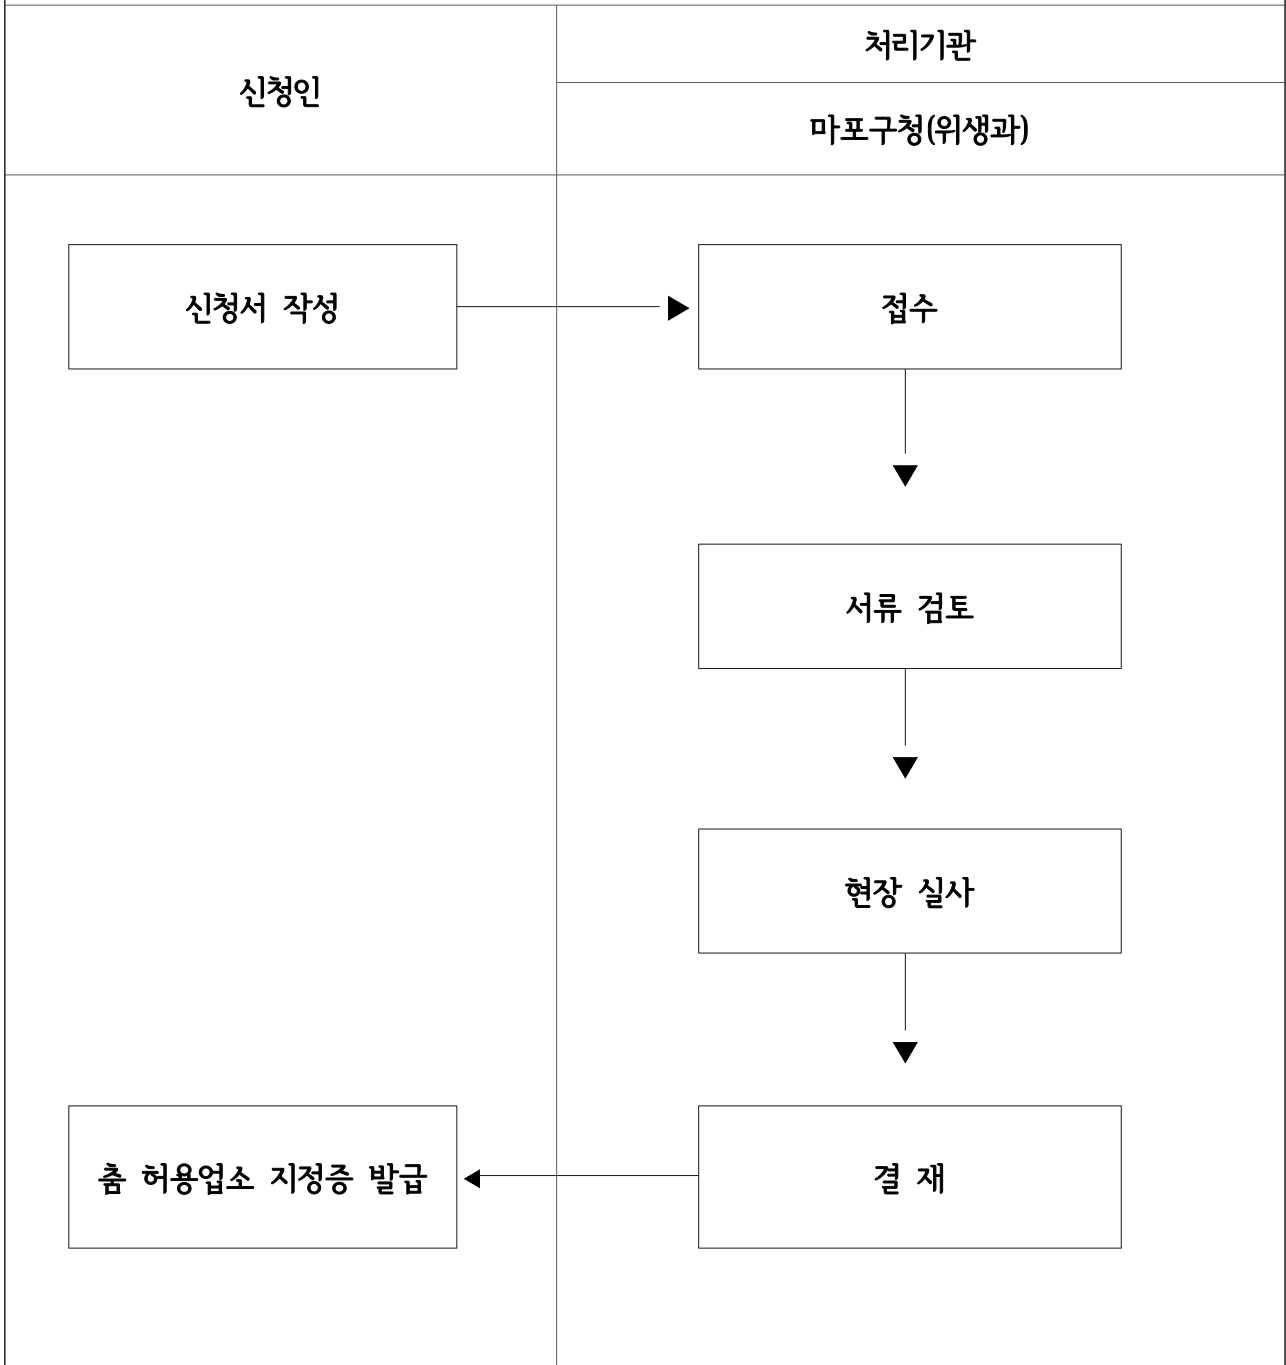 신청인
처리기관
마포구청(위생과)
신청서 작성
접수
서류 검토
현장 실사
결 재
춤 허용업소 지정증 발급